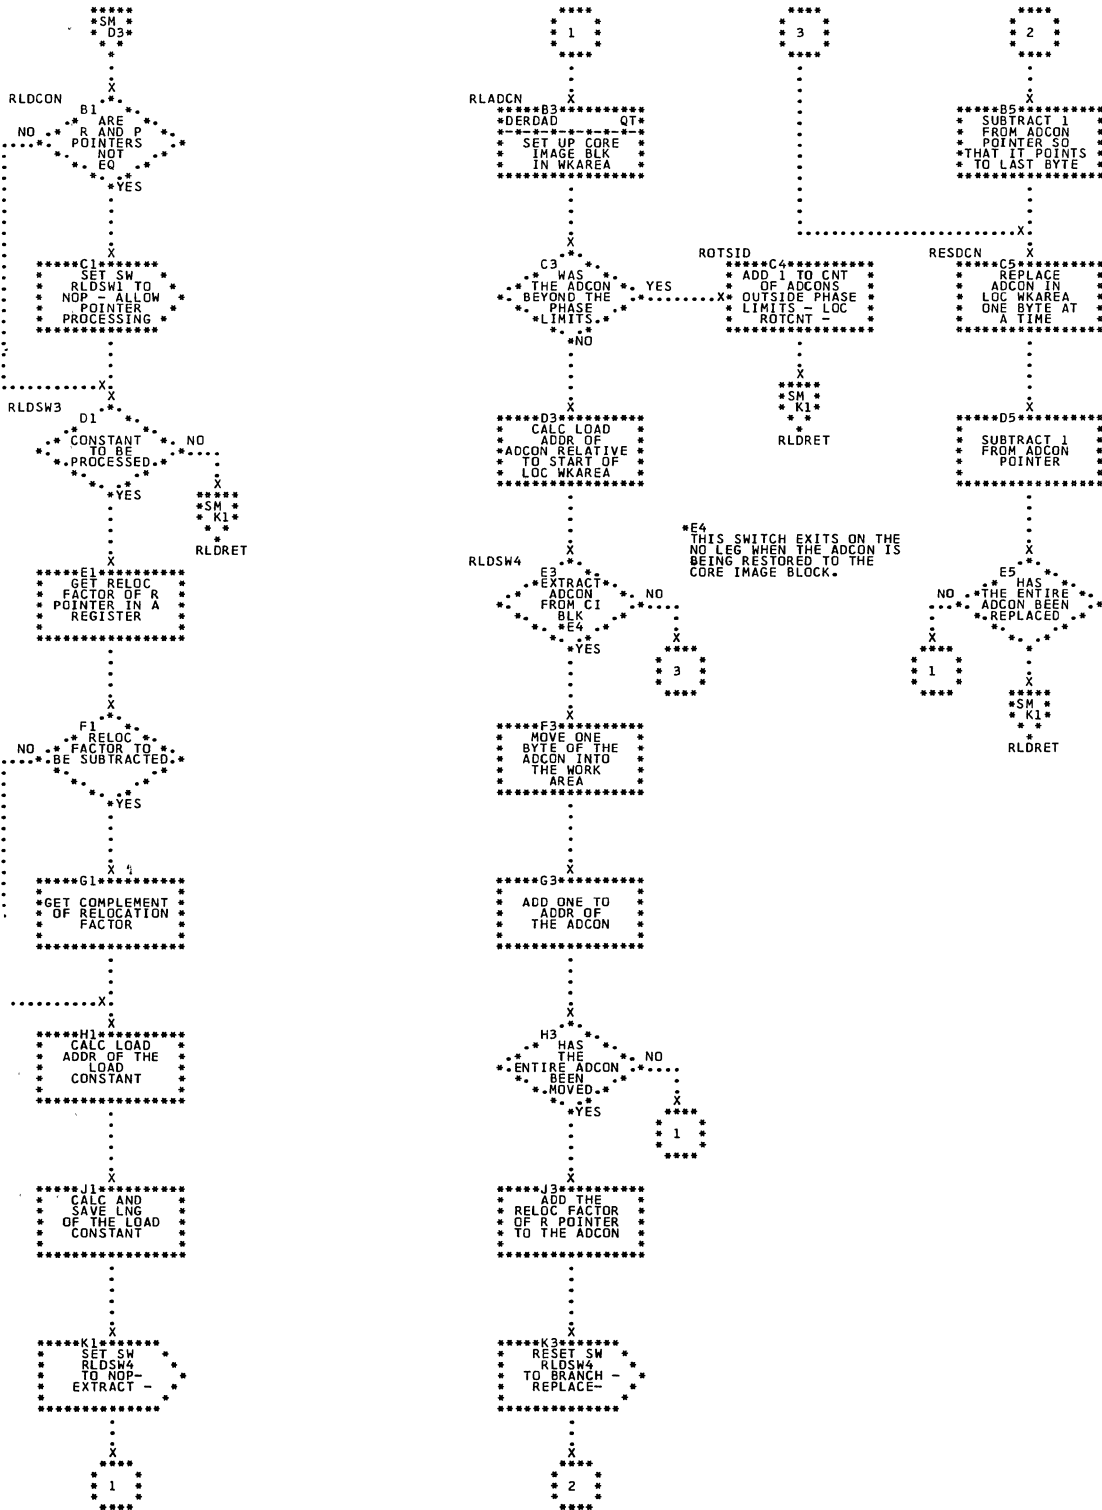 SM
D3
RLDCON
B1
ARE
R AND P
POINTERS
NOT
EQ
NO
YES
C1
SET SW
RLDSW1 TO
NOP - ALLOW
POINTER
PROCESSING
RLDSW3
D1
CONSTANT
TO BE
PROCESSED
NO
YES
SM
K1
RLDRET
E1
GET RELOC
FACTOR OF R
POINTER IN A
REGISTER
F1
RELOC
FACTOR TO
BE SUBTRACTED
NO
YES
G1
GET COMPLEMENT
OF RELOCATION
FACTOR
H1
CALC LOAD
ADDR OF THE
LOAD
CONSTANT
J1
CALC AND
SAVE LNG
OF THE LOAD
CONSTANT
K1
SET SW
RLDSW4
TO NOP-
EXTRACT -
1
1
RLADCN
B3
DERDAD QT
SET UP CORE
IMAGE BLK
IN WKAREA
C3
WAS
THE ADCON
BEYOND THE
PHASE
LIMITS
YES
NO
D3
CALC LOAD
ADDR OF
ADCON RELATIVE
TO START OF
LOC WKAREA
RLDSW4
E3
EXTRACT
ADCON
FROM CI
BLK
*E4
NO
YES
3
F3
MOVE ONE
BYTE OF THE
ADCON INTO
THE WORK
AREA
G3
ADD ONE TO
ADDR OF
THE ADCON
H3
HAS
THE
ENTIRE ADCON
BEEN
MOVED
NO
YES
1
J3
ADD THE
RELOC FACTOR
OF R POINTER
TO THE ADCON
K3
RESET SW
RLDSW4
TO BRANCH -
REPLACE-
2
3
ROTSID
C4
ADD 1 TO CNT
OF ADCONS
OUTSIDE PHASE
LIMITS - LOC
ROTCNT -
SM
K1
RLDRET
*E4
THIS SWITCH EXITS ON THE
NO LEG WHEN THE ADCON IS
BEING RESTORED TO THE
CORE IMAGE BLOCK.
2
B5
SUBTRACT 1
FROM ADCON
POINTER SO
THAT IT POINTS
TO LAST BYTE
RESDCN
C5
REPLACE
ADCON IN
LOC WKAREA
ONE BYTE AT
A TIME
D5
SUBTRACT 1
FROM ADCON
POINTER
E5
HAS
THE ENTIRE
ADCON BEEN
REPLACED
NO
1
SM
K1
RLDRET